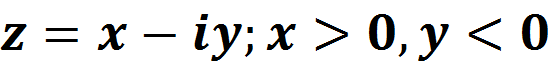 z = x − iy; x > 0, y < 0